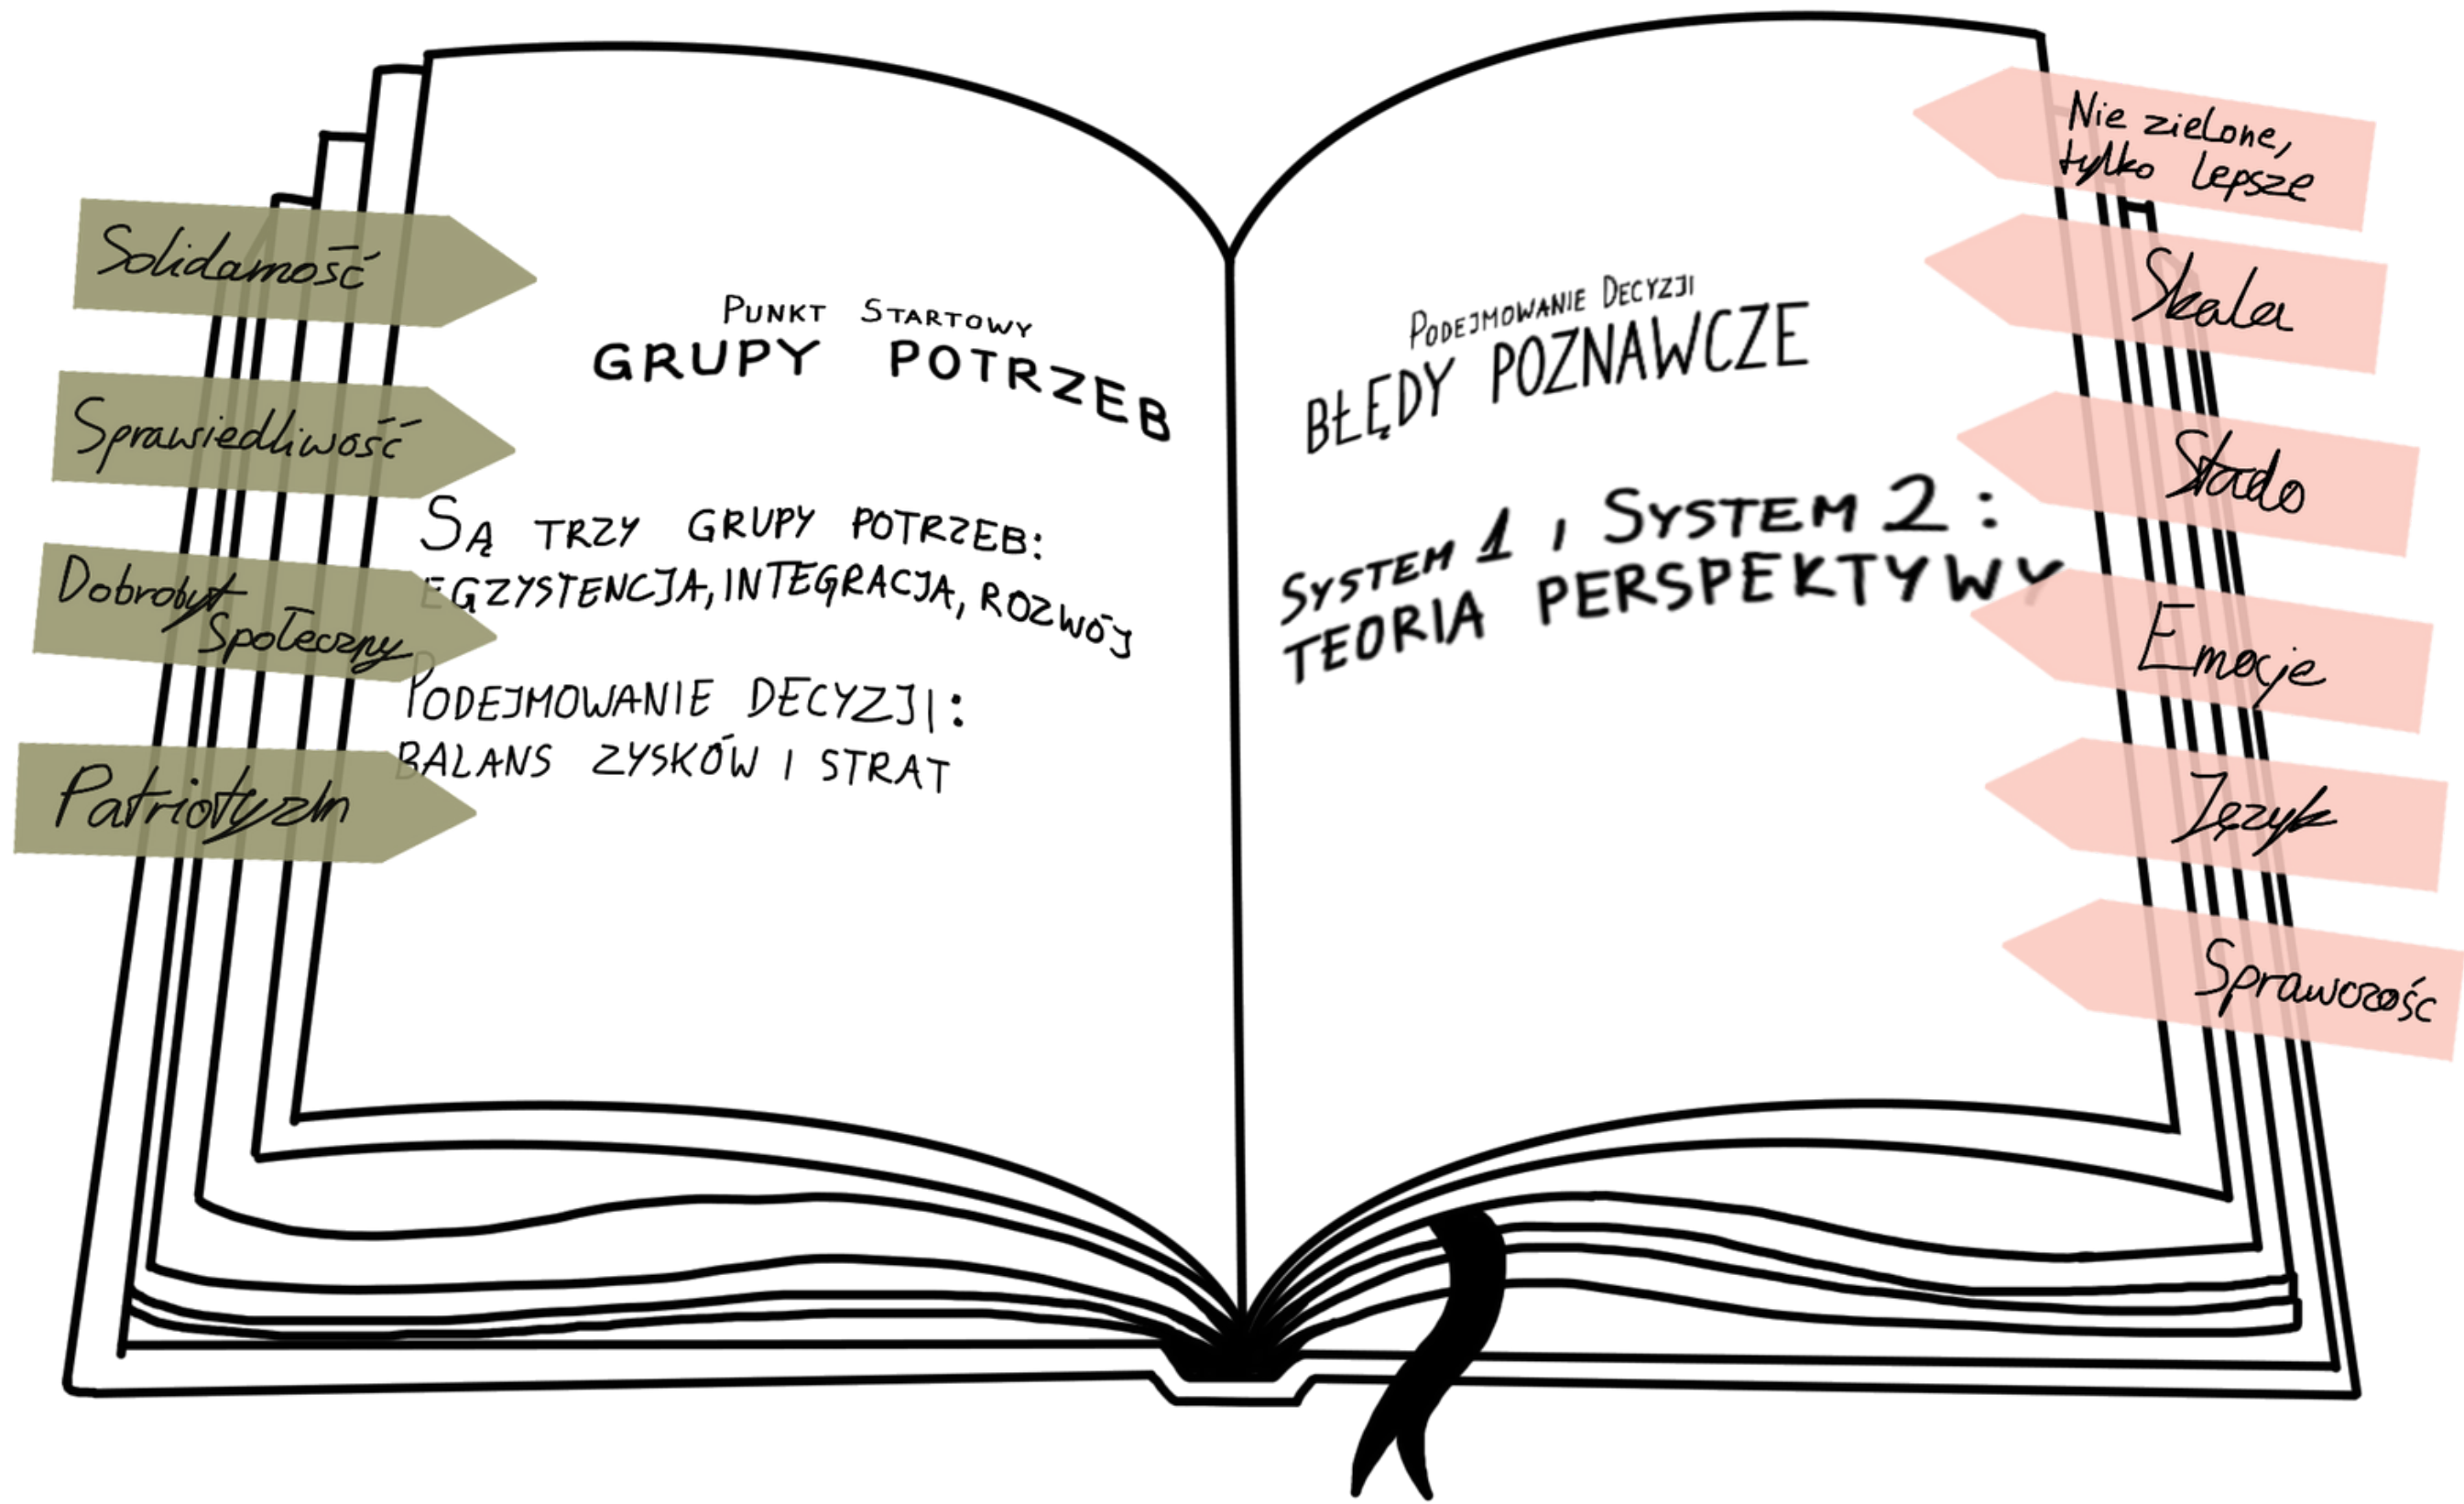 Solidarność
Sprawiedliwość
Dobrobyt
Społeczny
Patriotyzm
PUNKT STARTOWY
GRUPY POTRZEB
SĄ TRZY GRUPY POTRZEB:
EGZYSTENCJA, INTEGRACJA, ROZWÓJ
PODEJMOWANIE DECYZJI:
BALANS ZYSKÓW I STRAT
PODEJMOWANIE DECYZJI
BŁĘDY POZNAWCZE
SYSTEM 1 I SYSTEM 2:
TEORIA PERSPEKTYWY
Nie zielone,
tylko lepsze
Skala
Stado
Emocje
Język
Sprawczość